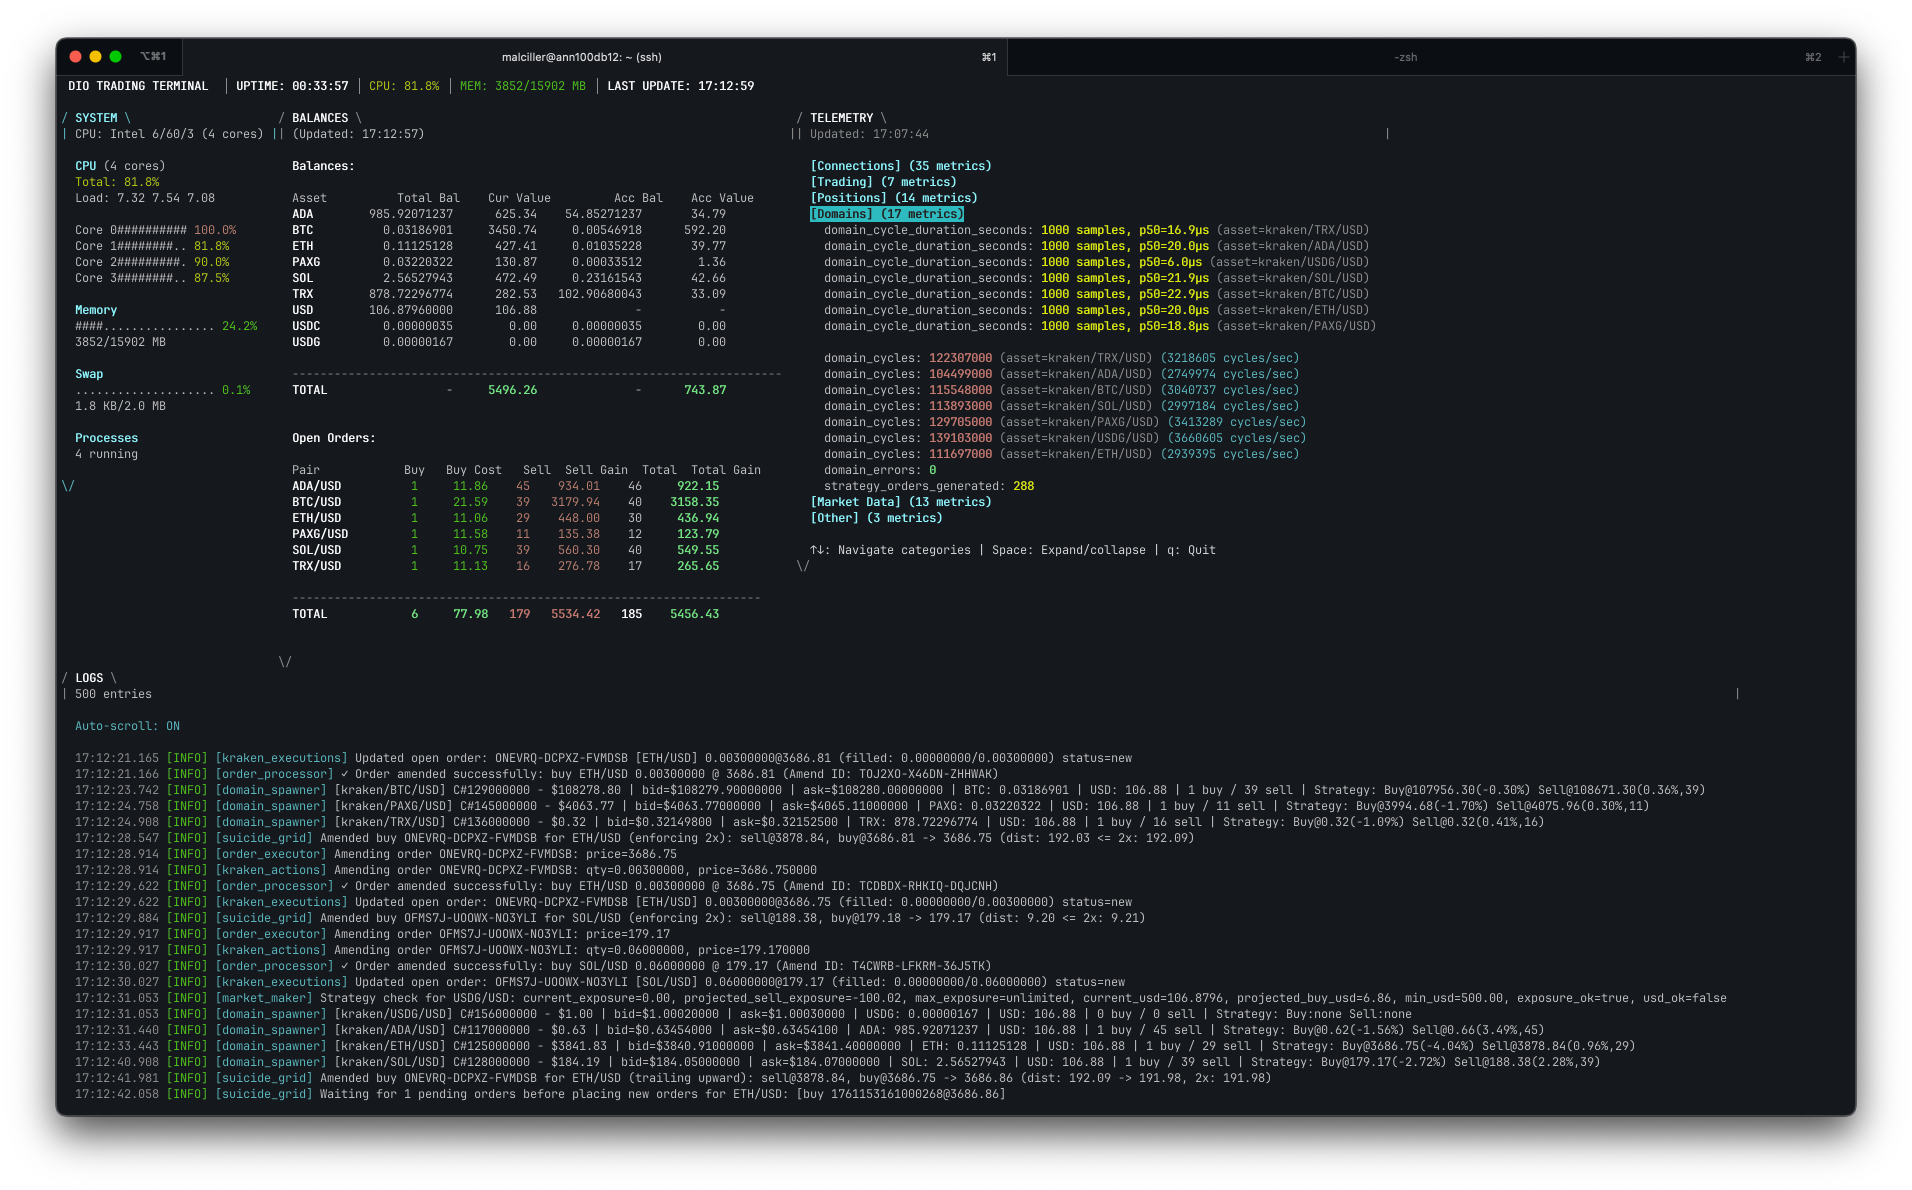 ⌥⌘1 malciller@ann100db12: ~ (ssh) ⌘1 -zsh ⌘2 +
DIO TRADING TERMINAL │ UPTIME: 00:33:57 │ CPU: 81.8% │ MEM: 3852/15902 MB │ LAST UPDATE: 17:12:59
/ SYSTEM \
| CPU: Intel 6/60/3 (4 cores) |
CPU (4 cores)
Total: 81.8%
Load: 7.32 7.54 7.08
Core 0########## 100.0%
Core 1########.. 81.8%
Core 2#########. 90.0%
Core 3########.. 87.5%
Memory
####................ 24.2%
3852/15902 MB
Swap
.................... 0.1%
1.8 KB/2.0 MB
Processes
4 running
\/
/ BALANCES \
| (Updated: 17:12:57) |
Balances:
Asset Total Bal Cur Value Acc Bal Acc Value
ADA 985.92071237 625.34 54.85271237 34.79
BTC 0.03186901 3450.74 0.00546918 592.20
ETH 0.11125128 427.41 0.01035228 39.77
PAXG 0.03220322 130.87 0.00033512 1.36
SOL 2.56527943 472.49 0.23161543 42.66
TRX 878.72296774 282.53 102.90680043 33.09
USD 106.87960000 106.88 - -
USDC 0.00000035 0.00 0.00000035 0.00
USDG 0.00000167 0.00 0.00000167 0.00
----------------------------------------------------------------------
TOTAL - 5496.26 - 743.87
Open Orders:
Pair Buy Buy Cost Sell Sell Gain Total Total Gain
ADA/USD 1 11.86 45 934.01 46 922.15
BTC/USD 1 21.59 39 3179.94 40 3158.35
ETH/USD 1 11.06 29 448.00 30 436.94
PAXG/USD 1 11.58 11 135.38 12 123.79
SOL/USD 1 10.75 39 560.30 40 549.55
TRX/USD 1 11.13 16 276.78 17 265.65
-------------------------------------------------------------------
TOTAL 6 77.98 179 5534.42 185 5456.43
\/
/ TELEMETRY \
| Updated: 17:07:44 |
[Connections] (35 metrics)
[Trading] (7 metrics)
[Positions] (14 metrics)
[Domains] (17 metrics)
domain_cycle_duration_seconds: 1000 samples, p50=16.9µs (asset=kraken/TRX/USD)
domain_cycle_duration_seconds: 1000 samples, p50=20.0µs (asset=kraken/ADA/USD)
domain_cycle_duration_seconds: 1000 samples, p50=6.0µs (asset=kraken/USDG/USD)
domain_cycle_duration_seconds: 1000 samples, p50=21.9µs (asset=kraken/SOL/USD)
domain_cycle_duration_seconds: 1000 samples, p50=22.9µs (asset=kraken/BTC/USD)
domain_cycle_duration_seconds: 1000 samples, p50=20.0µs (asset=kraken/ETH/USD)
domain_cycle_duration_seconds: 1000 samples, p50=18.8µs (asset=kraken/PAXG/USD)
domain_cycles: 122307000 (asset=kraken/TRX/USD) (3218605 cycles/sec)
domain_cycles: 104499000 (asset=kraken/ADA/USD) (2749974 cycles/sec)
domain_cycles: 115548000 (asset=kraken/BTC/USD) (3040737 cycles/sec)
domain_cycles: 113893000 (asset=kraken/SOL/USD) (2997184 cycles/sec)
domain_cycles: 129705000 (asset=kraken/PAXG/USD) (3413289 cycles/sec)
domain_cycles: 139103000 (asset=kraken/USDG/USD) (3660605 cycles/sec)
domain_cycles: 111697000 (asset=kraken/ETH/USD) (2939395 cycles/sec)
domain_errors: 0
strategy_orders_generated: 288
[Market Data] (13 metrics)
[Other] (3 metrics)
↑↓: Navigate categories | Space: Expand/collapse | q: Quit
\/
/ LOGS \
| 500 entries |
Auto-scroll: ON
17:12:21.165 [INFO] [kraken_executions] Updated open order: ONEVRQ-DCPXZ-FVMDSB [ETH/USD] 0.00300000@3686.81 (filled: 0.00000000/0.00300000) status=new
17:12:21.166 [INFO] [order_processor] ✓ Order amended successfully: buy ETH/USD 0.00300000 @ 3686.81 (Amend ID: TOJ2XO-X46DN-ZHHWAK)
17:12:23.742 [INFO] [domain_spawner] [kraken/BTC/USD] C#129000000 - $108278.80 | bid=$108279.90000000 | ask=$108280.00000000 | BTC: 0.03186901 | USD: 106.88 | 1 buy / 39 sell | Strategy: Buy@107956.30(-0.30%) Sell@108671.30(0.36%,39)
17:12:24.758 [INFO] [domain_spawner] [kraken/PAXG/USD] C#145000000 - $4063.77 | bid=$4063.77000000 | ask=$4065.11000000 | PAXG: 0.03220322 | USD: 106.88 | 1 buy / 11 sell | Strategy: Buy@3994.68(-1.70%) Sell@4075.96(0.30%,11)
17:12:24.908 [INFO] [domain_spawner] [kraken/TRX/USD] C#136000000 - $0.32 | bid=$0.32149800 | ask=$0.32152500 | TRX: 878.72296774 | USD: 106.88 | 1 buy / 16 sell | Strategy: Buy@0.32(-1.09%) Sell@0.32(0.41%,16)
17:12:28.547 [INFO] [suicide_grid] Amended buy ONEVRQ-DCPXZ-FVMDSB for ETH/USD (enforcing 2x): sell@3878.84, buy@3686.81 -> 3686.75 (dist: 192.03 <= 2x: 192.09)
17:12:28.914 [INFO] [order_executor] Amending order ONEVRQ-DCPXZ-FVMDSB: price=3686.75
17:12:28.914 [INFO] [kraken_actions] Amending order ONEVRQ-DCPXZ-FVMDSB: qty=0.00300000, price=3686.750000
17:12:29.622 [INFO] [order_processor] ✓ Order amended successfully: buy ETH/USD 0.00300000 @ 3686.75 (Amend ID: TCDBDX-RHKIQ-DQJCNH)
17:12:29.622 [INFO] [kraken_executions] Updated open order: ONEVRQ-DCPXZ-FVMDSB [ETH/USD] 0.00300000@3686.75 (filled: 0.00000000/0.00300000) status=new
17:12:29.884 [INFO] [suicide_grid] Amended buy OFMS7J-UOOWX-NO3YLI for SOL/USD (enforcing 2x): sell@188.38, buy@179.18 -> 179.17 (dist: 9.20 <= 2x: 9.21)
17:12:29.917 [INFO] [order_executor] Amending order OFMS7J-UOOWX-NO3YLI: price=179.17
17:12:29.917 [INFO] [kraken_actions] Amending order OFMS7J-UOOWX-NO3YLI: qty=0.06000000, price=179.170000
17:12:30.027 [INFO] [order_processor] ✓ Order amended successfully: buy SOL/USD 0.06000000 @ 179.17 (Amend ID: T4CWRB-LFKRM-36J5TK)
17:12:30.027 [INFO] [kraken_executions] Updated open order: OFMS7J-UOOWX-NO3YLI [SOL/USD] 0.06000000@179.17 (filled: 0.00000000/0.06000000) status=new
17:12:31.053 [INFO] [market_maker] Strategy check for USDG/USD: current_exposure=0.00, projected_sell_exposure=-100.02, max_exposure=unlimited, current_usd=106.8796, projected_buy_usd=6.86, min_usd=500.00, exposure_ok=true, usd_ok=false
17:12:31.053 [INFO] [domain_spawner] [kraken/USDG/USD] C#156000000 - $1.00 | bid=$1.00020000 | ask=$1.00030000 | USDG: 0.00000167 | USD: 106.88 | 0 buy / 0 sell | Strategy: Buy:none Sell:none
17:12:31.440 [INFO] [domain_spawner] [kraken/ADA/USD] C#117000000 - $0.63 | bid=$0.63454000 | ask=$0.63454100 | ADA: 985.92071237 | USD: 106.88 | 1 buy / 45 sell | Strategy: Buy@0.62(-1.56%) Sell@0.66(3.49%,45)
17:12:33.443 [INFO] [domain_spawner] [kraken/ETH/USD] C#125000000 - $3841.83 | bid=$3840.91000000 | ask=$3841.40000000 | ETH: 0.11125128 | USD: 106.88 | 1 buy / 29 sell | Strategy: Buy@3686.75(-4.04%) Sell@3878.84(0.96%,29)
17:12:40.908 [INFO] [domain_spawner] [kraken/SOL/USD] C#128000000 - $184.19 | bid=$184.05000000 | ask=$184.07000000 | SOL: 2.56527943 | USD: 106.88 | 1 buy / 39 sell | Strategy: Buy@179.17(-2.72%) Sell@188.38(2.28%,39)
17:12:41.981 [INFO] [suicide_grid] Amended buy ONEVRQ-DCPXZ-FVMDSB for ETH/USD (trailing upward): sell@3878.84, buy@3686.75 -> 3686.86 (dist: 192.09 -> 191.98, 2x: 191.98)
17:12:42.058 [INFO] [suicide_grid] Waiting for 1 pending orders before placing new orders for ETH/USD: [buy 1761153161000268@3686.86]